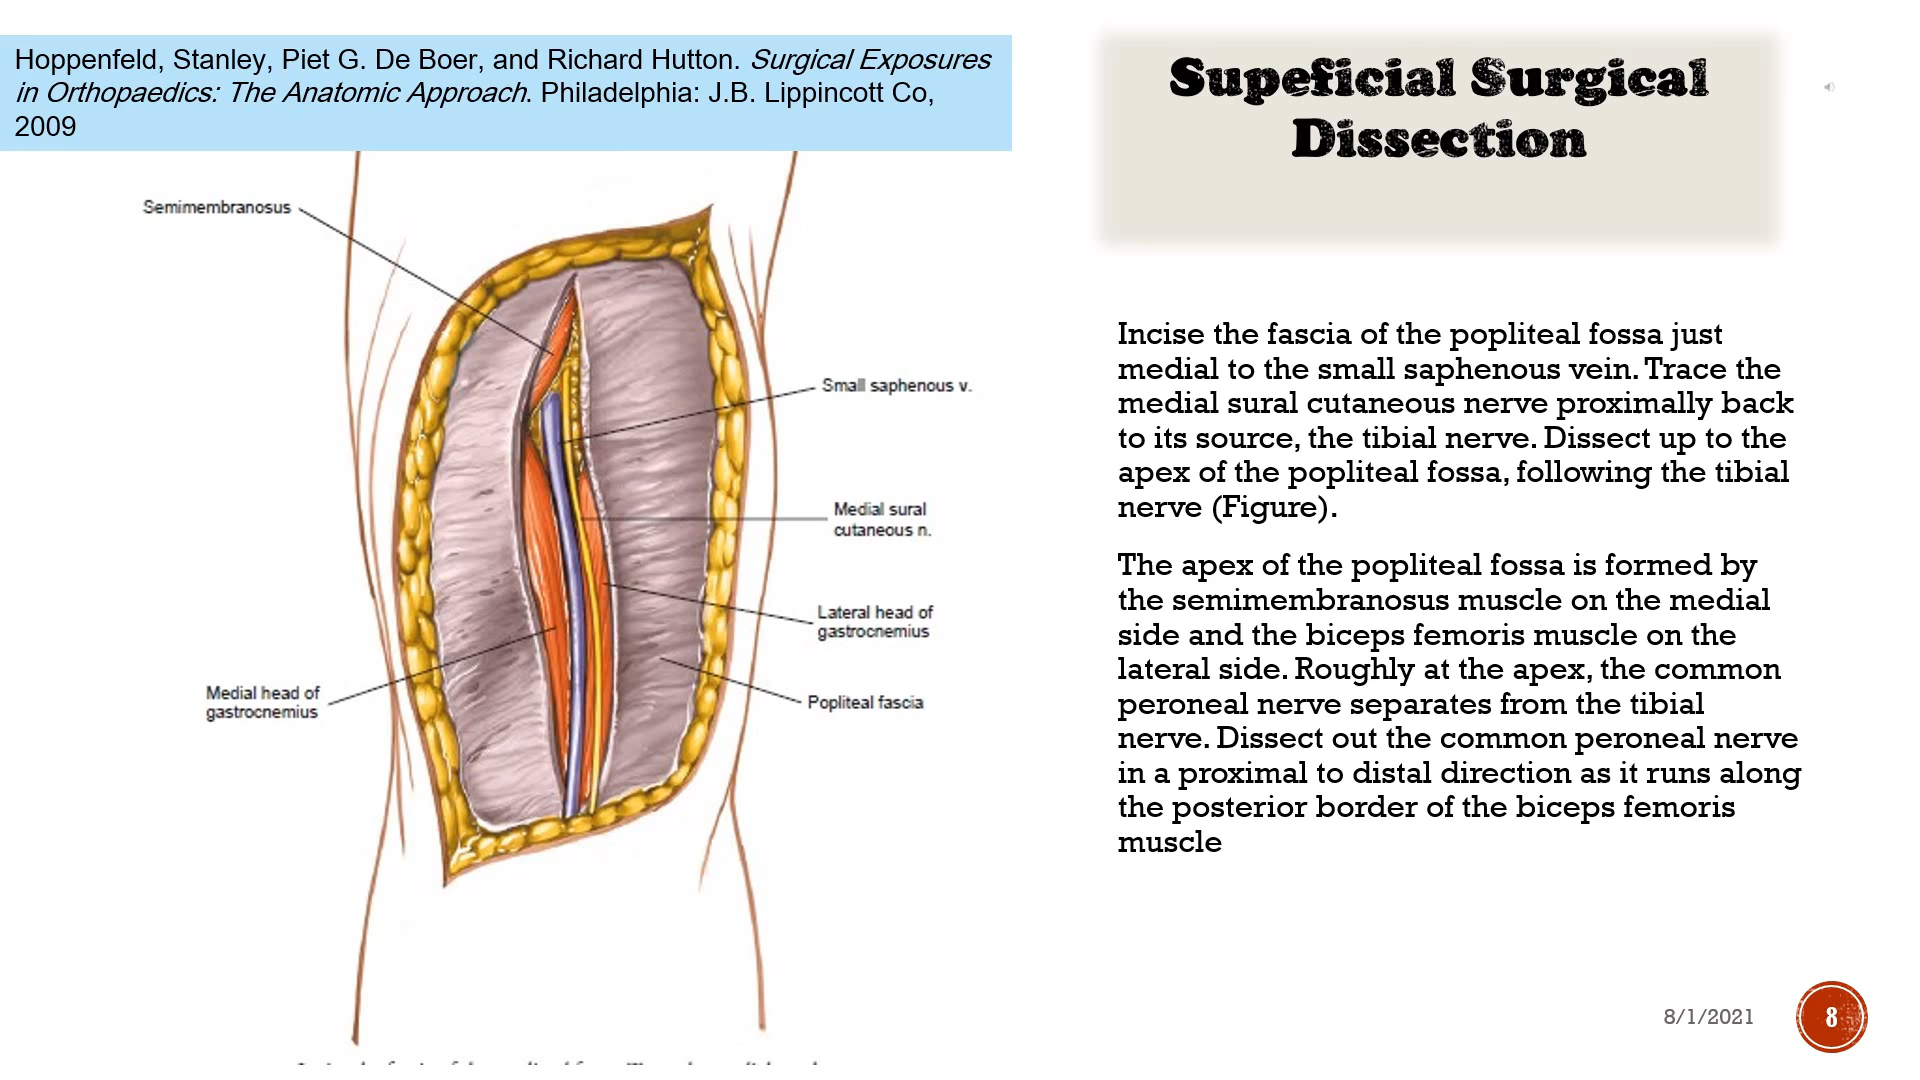 Hoppenfeld, Stanley, Piet G. De Boer, and Richard Hutton. Surgical Exposures
in Orthopaedics: The Anatomic Approach. Philadelphia: J.B. Lippincott Co,
2009
Semimembranosus
Small saphenous v.
Medial sural
cutaneous n.
Lateral head of
gastrocnemius
Medial head of
gastrocnemius
Popliteal fascia
Supeficial Surgical
Dissection
Incise the fascia of the popliteal fossa just
medial to the small saphenous vein. Trace the
medial sural cutaneous nerve proximally back
to its source, the tibial nerve. Dissect up to the
apex of the popliteal fossa, following the tibial
nerve (Figure).
The apex of the popliteal fossa is formed by
the semimembranosus muscle on the medial
side and the biceps femoris muscle on the
lateral side. Roughly at the apex, the common
peroneal nerve separates from the tibial
nerve. Dissect out the common peroneal nerve
in a proximal to distal direction as it runs along
the posterior border of the biceps femoris
muscle
8/1/2021
8